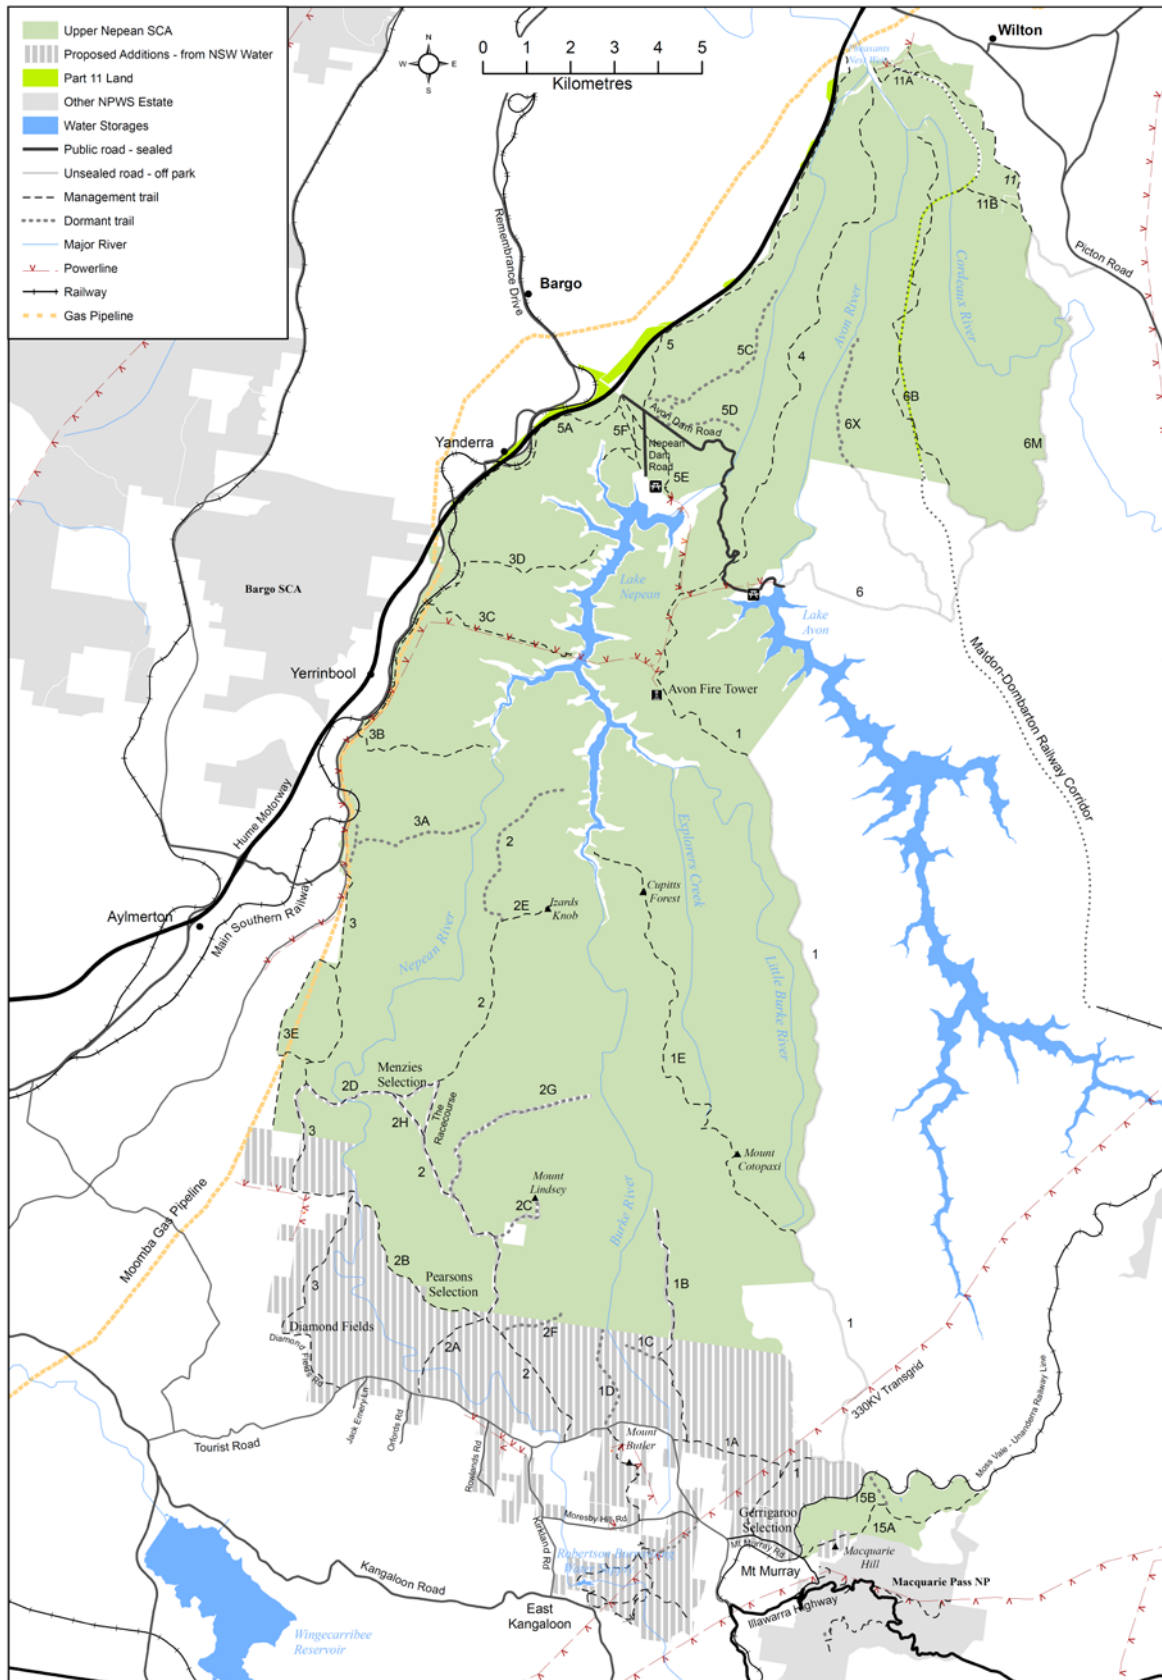 Upper Nepean SCA
Proposed Additions - from NSW Water
Part 11 Land
Other NPWS Estate
Water Storages
Public road - sealed
Unsealed road - off park
Management trail
Dormant trail
Major River
Powerline
Railway
Gas Pipeline
N
W E
S
0 1 2 3 4 5
Kilometres
Wilton
11A
11
11B
Picton Road
Remembrance Drive
Bargo
Cordeaux River
Avon River
5
5C
4
5D
6B
6X
6M
5A
5F
Avon Dam Road
Nepean
Dam
Road
5E
Yanderra
3D
Lake
Nepean
Bargo SCA
3C
6
Lake
Avon
Maldon-Dombarton Railway Corridor
Yerrinbool
Avon Fire Tower
1
3B
Hume Motorway
3A
2
Explorers Creek
Cupitts
Forest
2E
Izards
Knob
Aylmerton
Main Southern Railway
3
Nepean River
1
Little Burke River
2
3E
1E
Menzies
Selection
2D
2G
The
Racecourse
2H
3
2
Mount
Cotopaxi
Mount
Lindsey
2C
Burke River
Moomba Gas Pipeline
2B
Pearsons
Selection
3
1B
1
Diamond Fields
Diamond Fields Rd
2F
1C
2A
2
1D
330KV Transgrid
Moss Vale - Unanderra Railway Line
Jack Emery Ln
Orfords Rd
Tourist Road
Rowlands Rd
Mount
Butler
1A
1
15B
Gerrigaroo
Selection
15A
Moresby Hill Rd
Kirkland Rd
Mt Murray Rd
Macquarie
Hill
Mt Murray
Macquarie Pass NP
Kangaloon Road
East
Kangaloon
Illawarra Highway
Wingecarribee
Reservoir